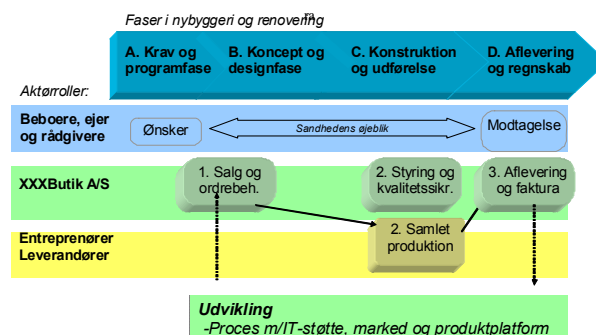 Faser i nybyggeri og renovering
A. Krav og programfase
B. Koncept og designfase
C. Konstruktion og udførelse
D. Aflevering og regnskab
Aktørroller:
Beboere, ejer og rådgivere
Ønsker
Sandhedens øjeblik
Modtagelse
XXXButik A/S
1. Salg og ordrebeh.
2. Styring og kvalitetssikr.
3. Aflevering og faktura
Entreprenører
Leverandører
2. Samlet produktion
Udvikling
-Proces m/IT-støtte, marked og produktplatform